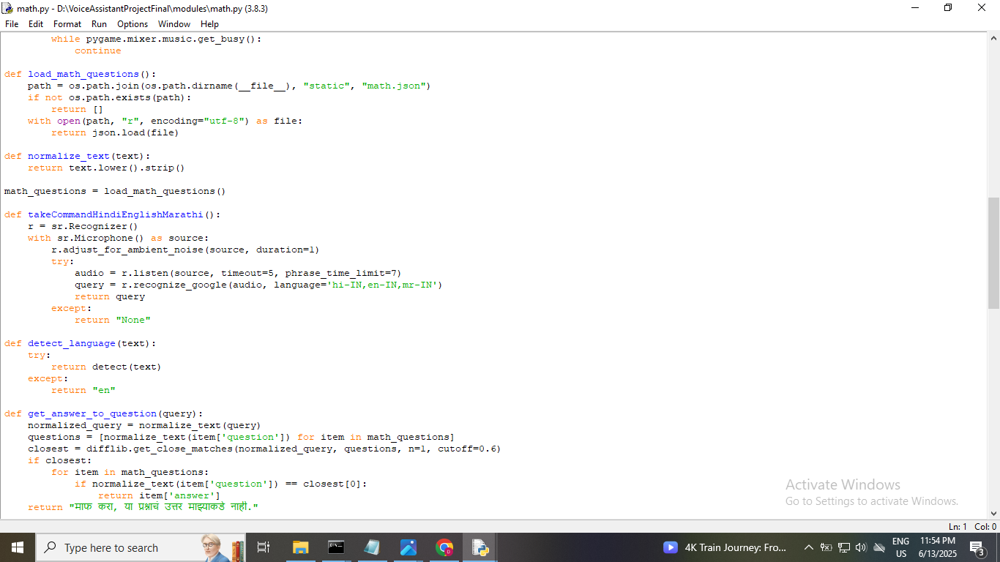 math.py - D:\VoiceAssistantProjectFinal\modules\math.py (3.8.3)
File Edit Format Run Options Window Help
        while pygame.mixer.music.get_busy():
            continue
def load_math_questions():
    path = os.path.join(os.path.dirname(__file__), "static", "math.json")
    if not os.path.exists(path):
        return []
    with open(path, "r", encoding="utf-8") as file:
        return json.load(file)
def normalize_text(text):
    return text.lower().strip()
math_questions = load_math_questions()
def takeCommandHindiEnglishMarathi():
    r = sr.Recognizer()
    with sr.Microphone() as source:
        r.adjust_for_ambient_noise(source, duration=1)
        try:
            audio = r.listen(source, timeout=5, phrase_time_limit=7)
            query = r.recognize_google(audio, language='hi-IN,en-IN,mr-IN')
            return query
        except:
            return "None"
def detect_language(text):
    try:
        return detect(text)
    except:
        return "en"
def get_answer_to_question(query):
    normalized_query = normalize_text(query)
    questions = [normalize_text(item['question']) for item in math_questions]
    closest = difflib.get_close_matches(normalized_query, questions, n=1, cutoff=0.6)
    if closest:
        for item in math_questions:
            if normalize_text(item['question']) == closest[0]:
                return item['answer']
    return "माफ करा, या प्रश्नाचं उत्तर माझ्याकडे नाही."
Activate Windows
Go to Settings to activate Windows.
Ln: 1 Col: 0
Type here to search
4K Train Journey: Fro...
ENG
US
11:54 PM
6/13/2025
3